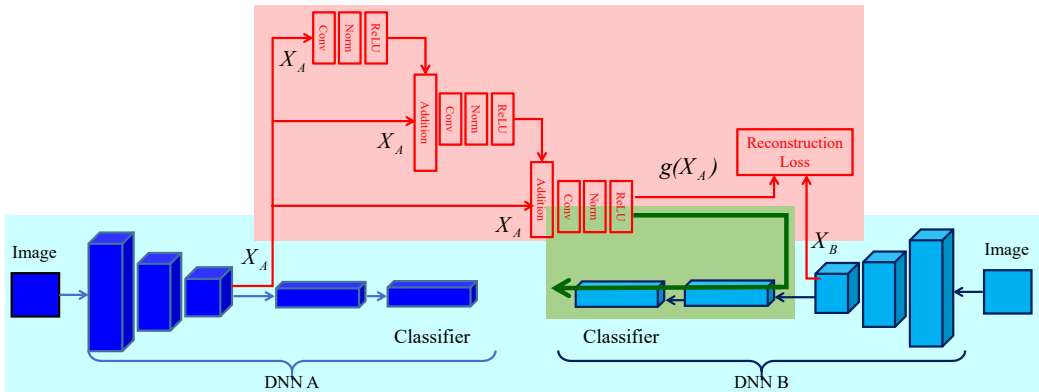 X_A
Conv
Norm
ReLU
X_A
Addition
Conv
Norm
ReLU
X_A
Addition
Conv
Norm
ReLU
g(X_A)
Reconstruction
Loss
Image
X_A
Classifier
DNN A
X_B
Image
Classifier
DNN B